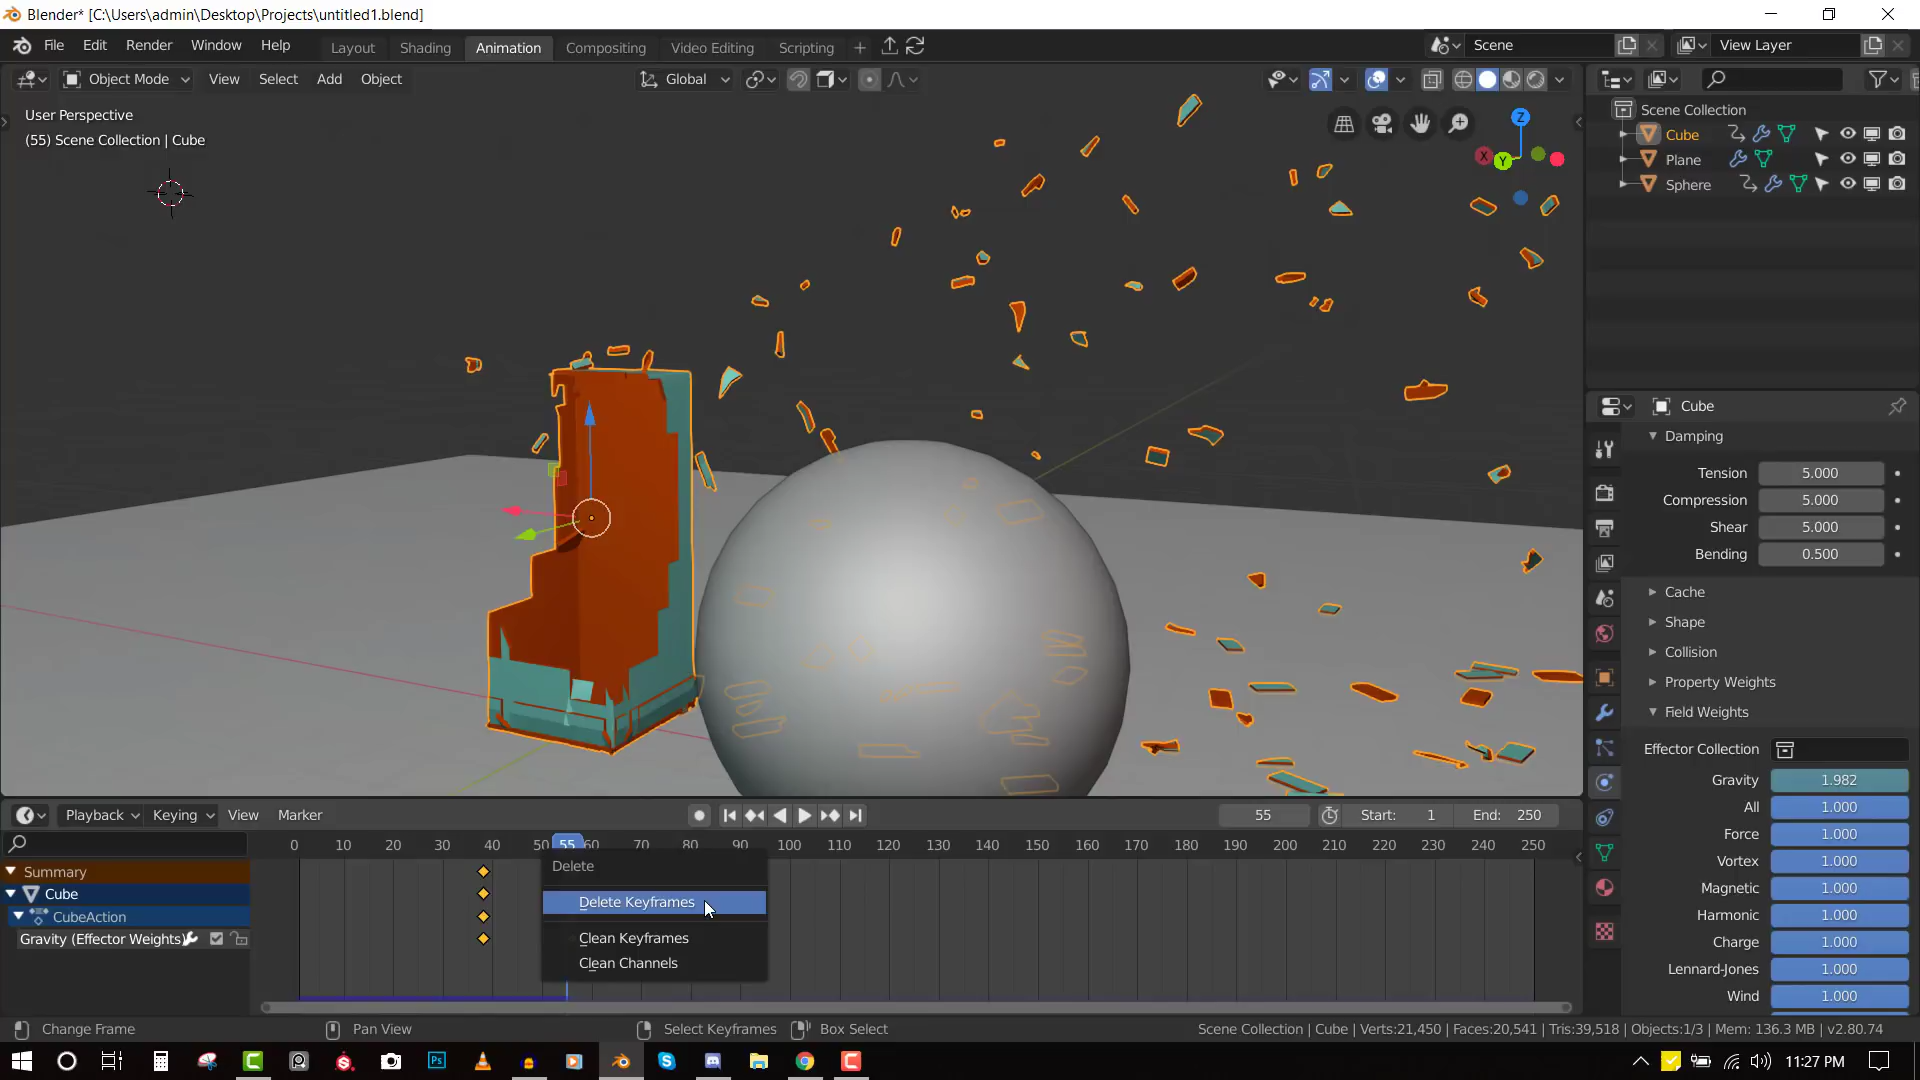 Blender* [C:\Users\admin\Desktop\Projects\untitled1.blend]
File Edit Render Window Help Layout Shading Animation Compositing Video Editing Scripting Scene View Layer
Object Mode View Select Add Object Global
User Perspective
(55) Scene Collection | Cube
Z
X Y
Scene Collection
Cube
Plane
Sphere
Cube
Damping
Tension 5.000
Compression 5.000
Shear 5.000
Bending 0.500
Cache
Shape
Collision
Property Weights
Field Weights
Effector Collection
Gravity 1.982
All 1.000
Force 1.000
Vortex 1.000
Magnetic 1.000
Harmonic 1.000
Charge 1.000
Lennard-Jones 1.000
Wind 1.000
Playback Keying View Marker 55 Start: 1 End: 250
0 10 20 30 40 50 55 60 70 80 90 100 110 120 130 140 150 160 170 180 190 200 210 220 230 240 250
Summary
Cube
CubeAction
Gravity (Effector Weights)
Delete
Delete Keyframes
Clean Keyframes
Clean Channels
Change Frame Pan View Select Keyframes Box Select Scene Collection | Cube | Verts:21,450 | Faces:20,541 | Tris:39,518 | Objects:1/3 | Mem: 136.3 MB | v2.80.74
Ps 11:27 PM